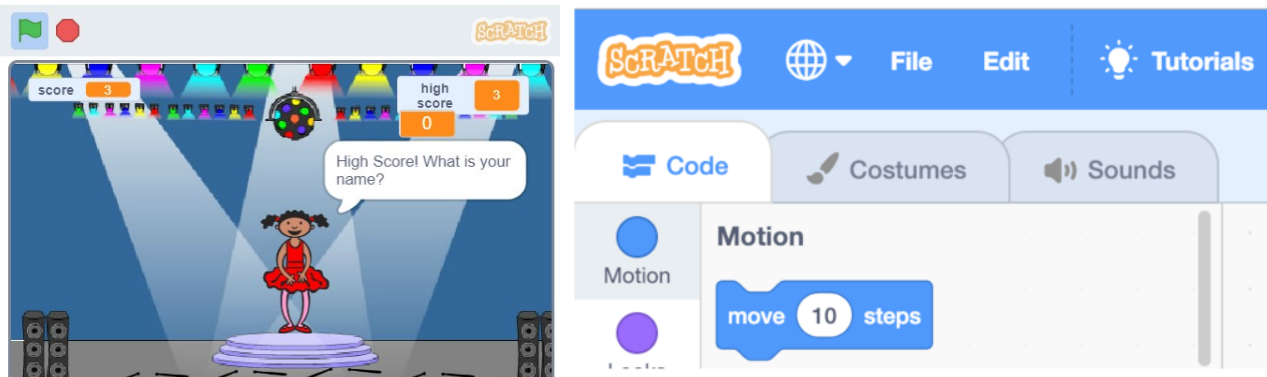 SCRATCH
score 3
high
score
3
0
High Score! What is your
name?
SCRATCH File Edit Tutorials
Code Costumes Sounds
Motion
Motion
move 10 steps